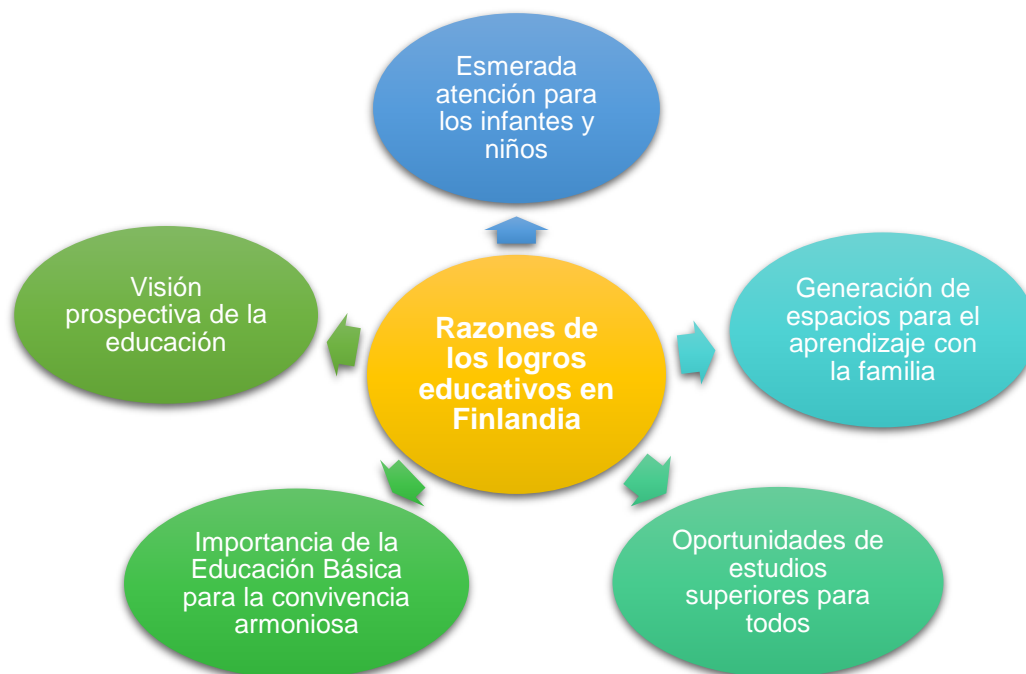 Esmerada
atención para
los infantes y
niños
Generación de
espacios para el
aprendizaje con
la familia
Oportunidades de
estudios
superiores para
todos
Importancia de la
Educación Básica
para la convivencia
armoniosa
Visión
prospectiva de la
educación
Razones de
los logros
educativos en
Finlandia